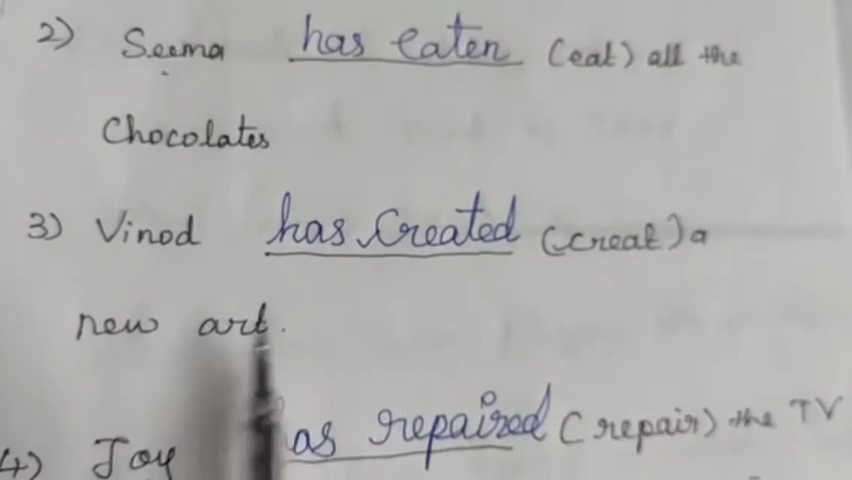 2) Seema has eaten (eat) all the
Chocolates
3) Vinod has created (creat) a
new art.
4) Joy has repaired (repair) the TV